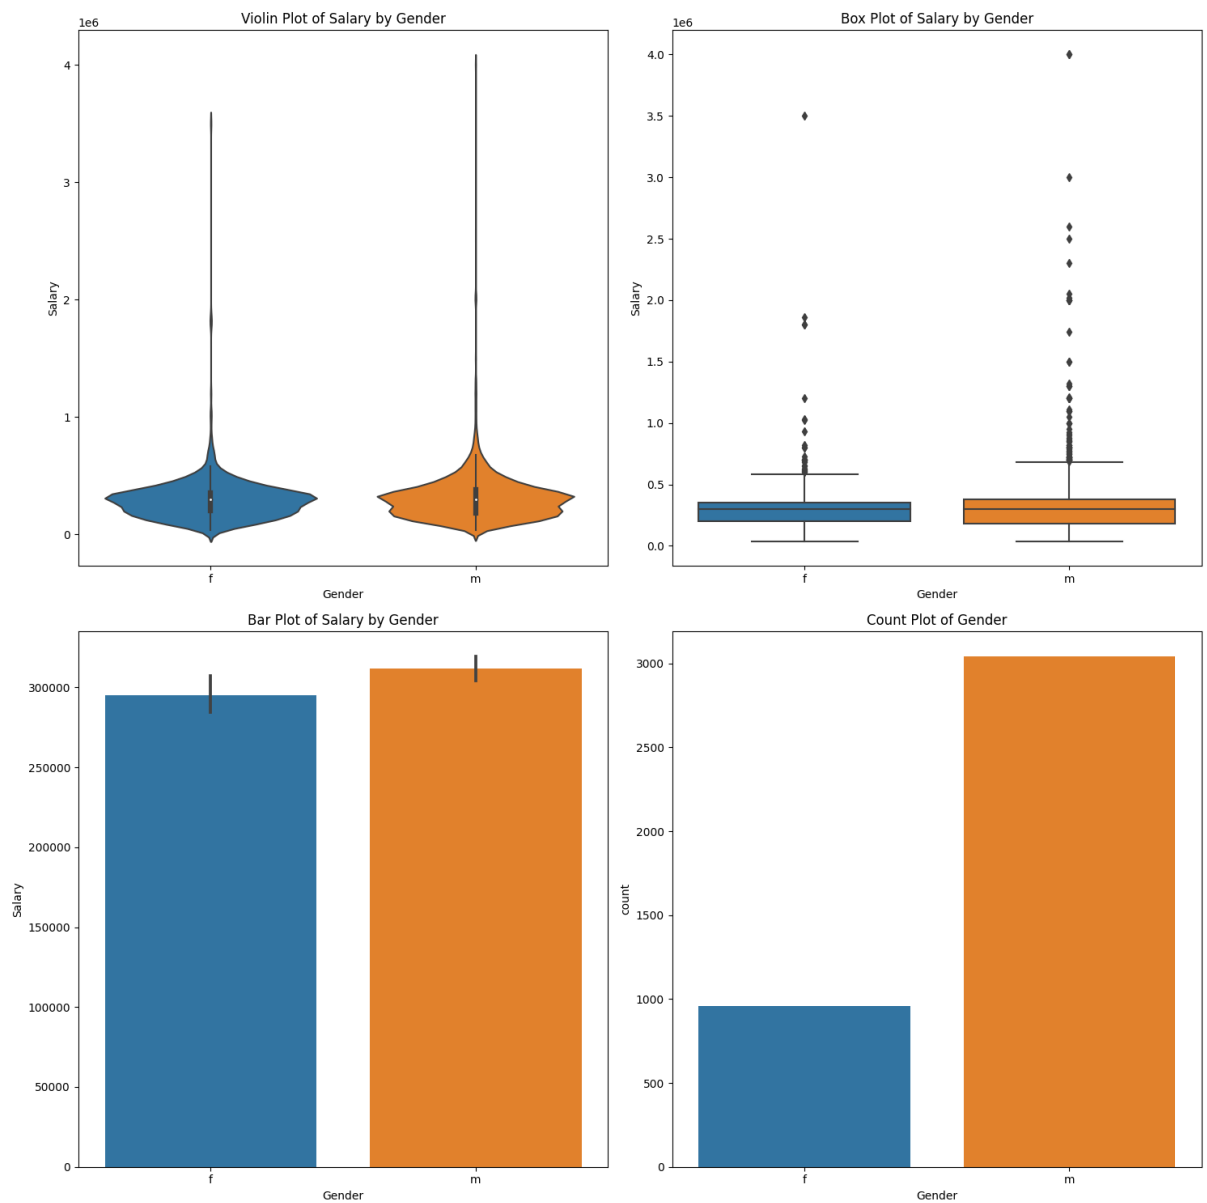 Violin Plot of Salary by Gender
1e6
4
3
2
1
0
Salary
f
m
Gender
Box Plot of Salary by Gender
1e6
4.0
3.5
3.0
2.5
2.0
1.5
1.0
0.5
0.0
Salary
f
m
Gender
Bar Plot of Salary by Gender
300000
250000
200000
150000
100000
50000
0
Salary
f
m
Gender
Count Plot of Gender
3000
2500
2000
1500
1000
500
0
count
f
m
Gender